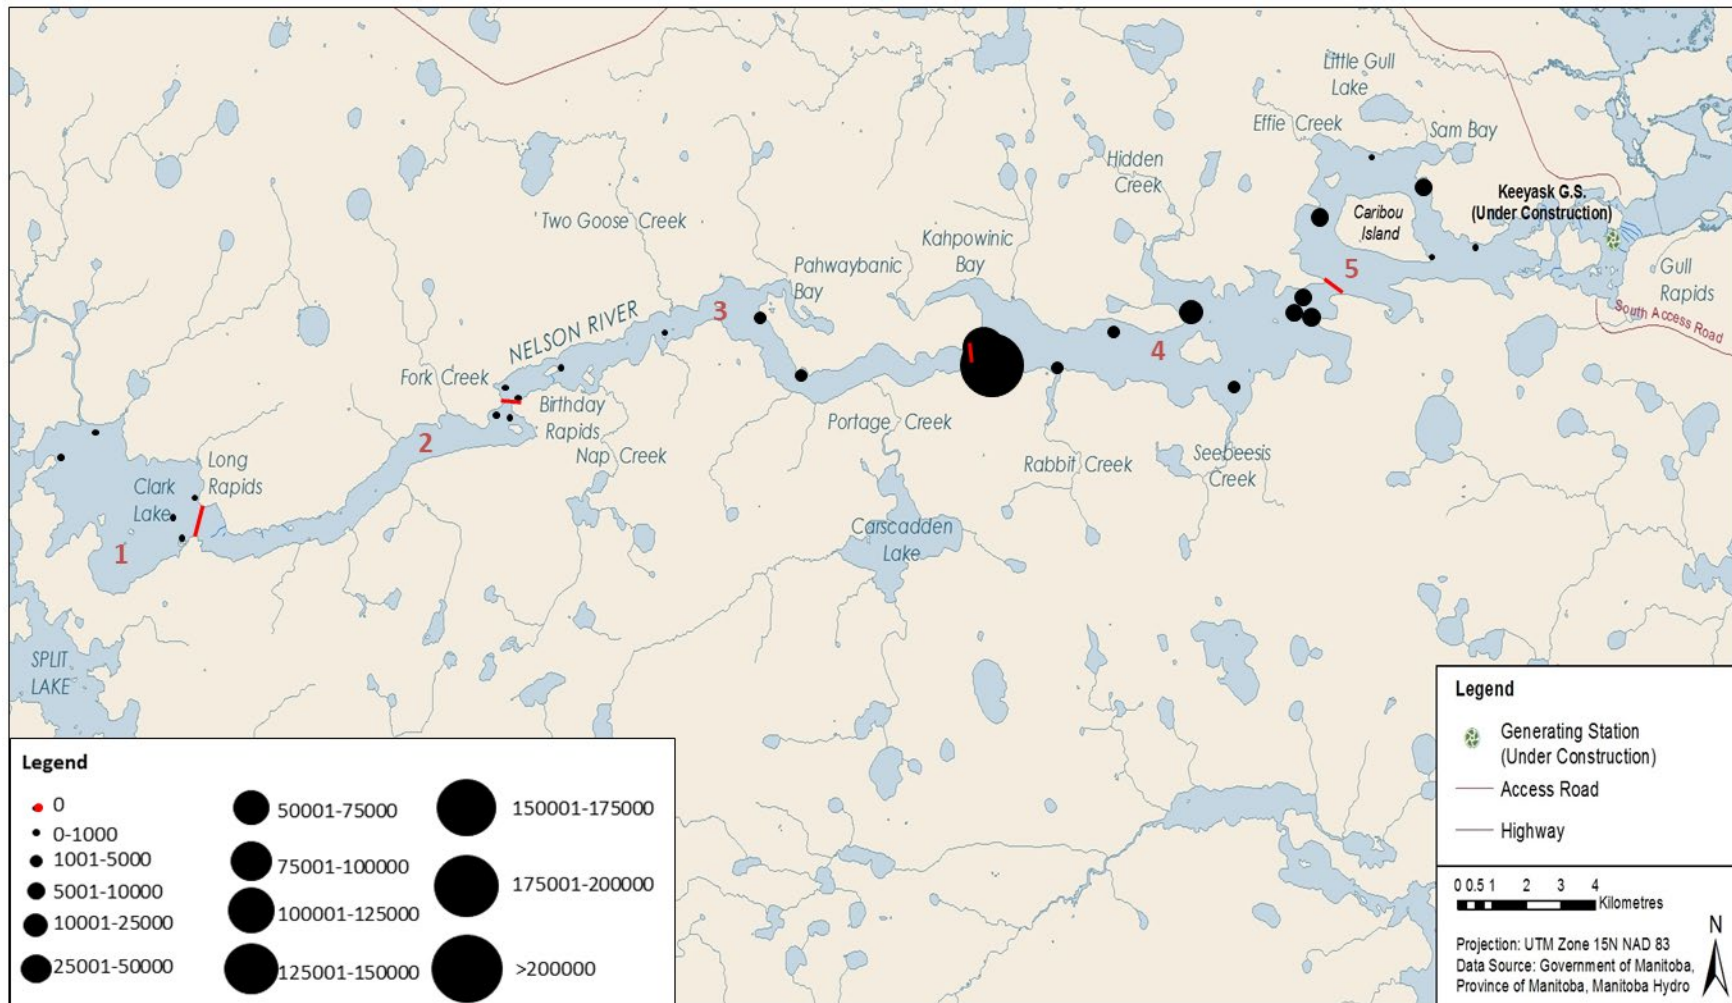 Little Gull
Lake
Effie Creek
Sam Bay
Hidden
Creek
Keeyask G.S.
(Under Construction)
Caribou
Island
Two Goose Creek
Kahpowinic
Bay
Pahwaybanic
Bay
5
Gull
Rapids
South Access Road
3
NELSON RIVER
4
Fork Creek
Birthday
Rapids
2
Portage Creek
Nap Creek
Rabbit Creek
Seebeesis
Creek
Long
Rapids
Clark
Lake
1
Carscadden
Lake
SPLIT
LAKE
Legend
0
0-1000
1001-5000
5001-10000
10001-25000
25001-50000
50001-75000
75001-100000
100001-125000
125001-150000
150001-175000
175001-200000
>200000
Legend
Generating Station
(Under Construction)
Access Road
Highway
0 0.5 1 2 3 4
Kilometres
N
Projection: UTM Zone 15N NAD 83
Data Source: Government of Manitoba,
Province of Manitoba, Manitoba Hydro